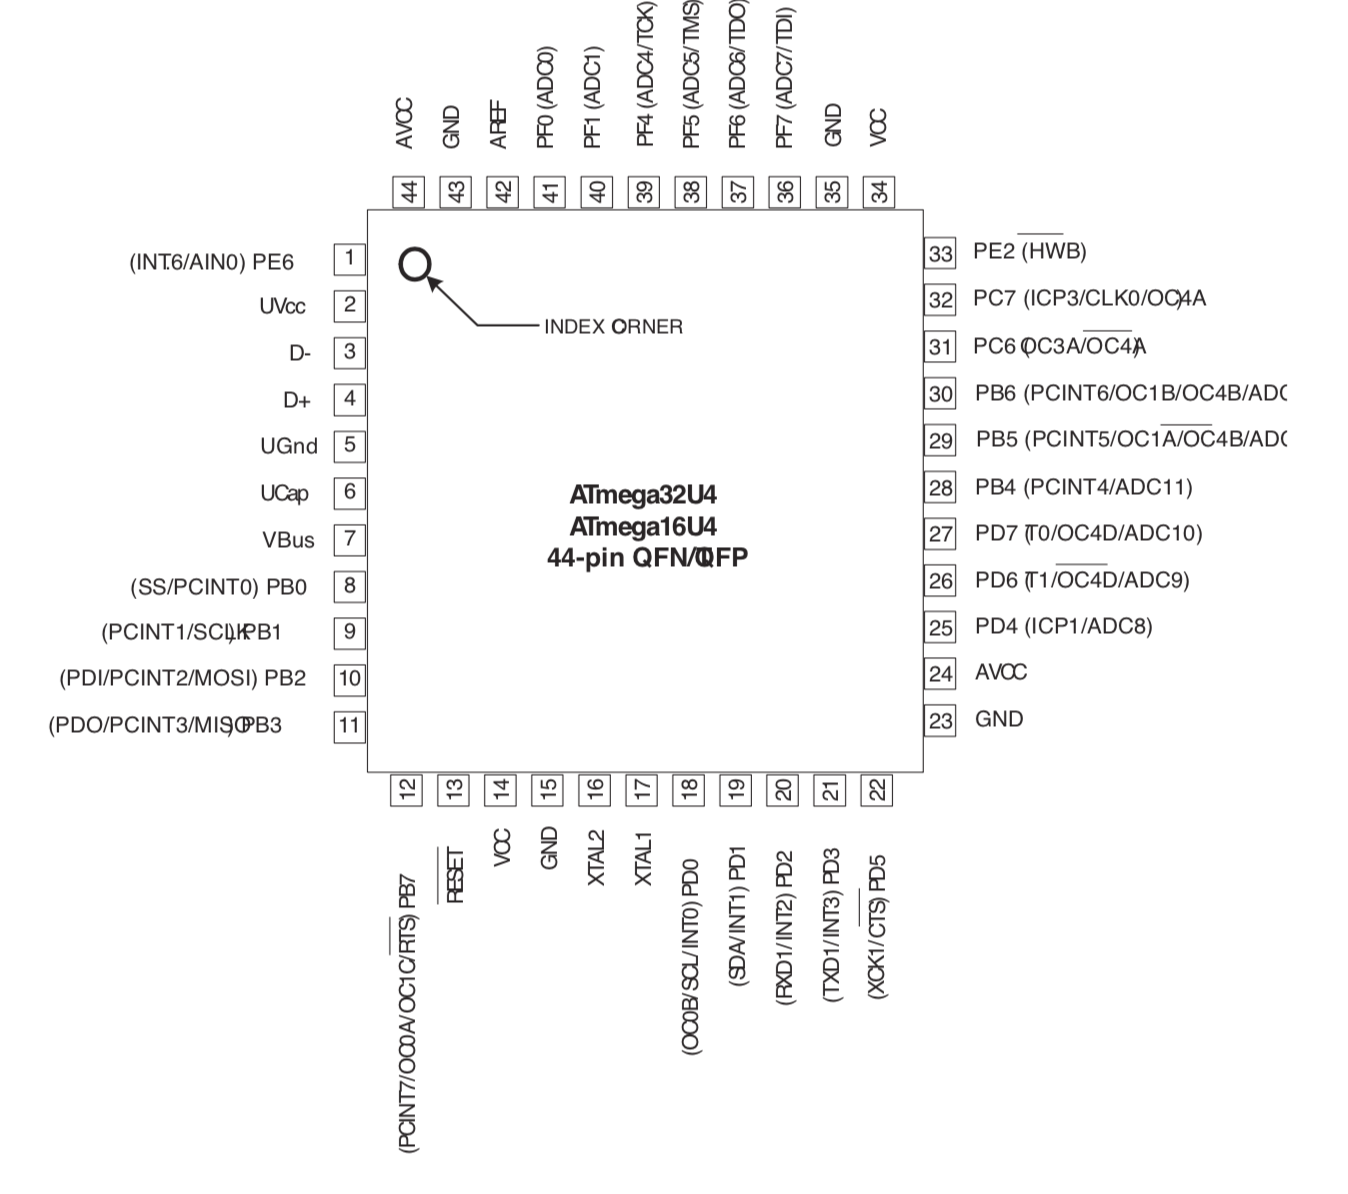 AVCC
GND
AREF
PF0 (ADC0)
PF1 (ADC1)
PF4 (ADC4/TCK)
PF5 (ADC5/TMS)
PF6 (ADC6/TDO)
PF7 (ADC7/TDI)
GND
VCC
44
43
42
41
40
39
38
37
36
35
34
(INT.6/AIN0) PE6 1
UVcc 2
D- 3
D+ 4
UGnd 5
UCap 6
VBus 7
(SS/PCINT0) PB0 8
(PCINT1/SCLK) PB1 9
(PDI/PCINT2/MOSI) PB2 10
(PDO/PCINT3/MISO) PB3 11
INDEX CORNER
ATmega32U4
ATmega16U4
44-pin QFN/TQFP
33 PE2 (HWB)
32 PC7 (ICP3/CLK0/OC4A)
31 PC6 (OC3A/OC4A)
30 PB6 (PCINT6/OC1B/OC4B/ADC
29 PB5 (PCINT5/OC1A/OC4B/ADC
28 PB4 (PCINT4/ADC11)
27 PD7 (T0/OC4D/ADC10)
26 PD6 (T1/OC4D/ADC9)
25 PD4 (ICP1/ADC8)
24 AVCC
23 GND
12
13
14
15
16
17
18
19
20
21
22
(PCINT7/OC0A/OC1C/RTS) PB7
RESET
VCC
GND
XTAL2
XTAL1
(OC0B/SCL/INT0) PD0
(SDA/INT1) PD1
(RXD1/INT2) PD2
(TXD1/INT3) PD3
(XCK1/CTS) PD5